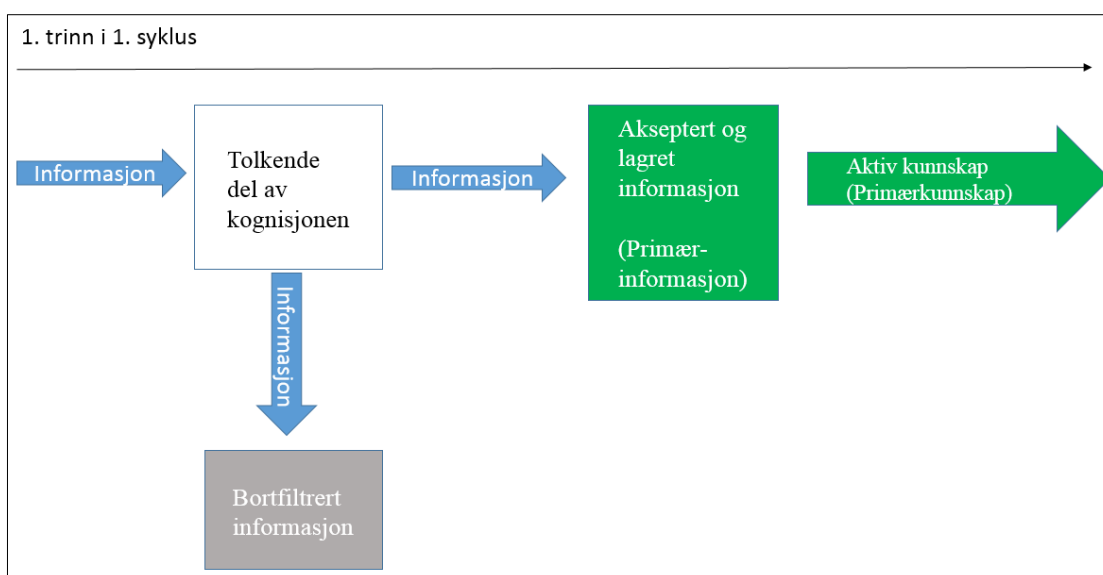 1. trinn i 1. syklus
Informasjon
Tolkende
del av
kognisjonen
Informasjon
Akseptert og
lagret
informasjon
(Primær-
informasjon)
Aktiv kunnskap
(Primærkunnskap)
Informasjon
Bortfiltrert
informasjon